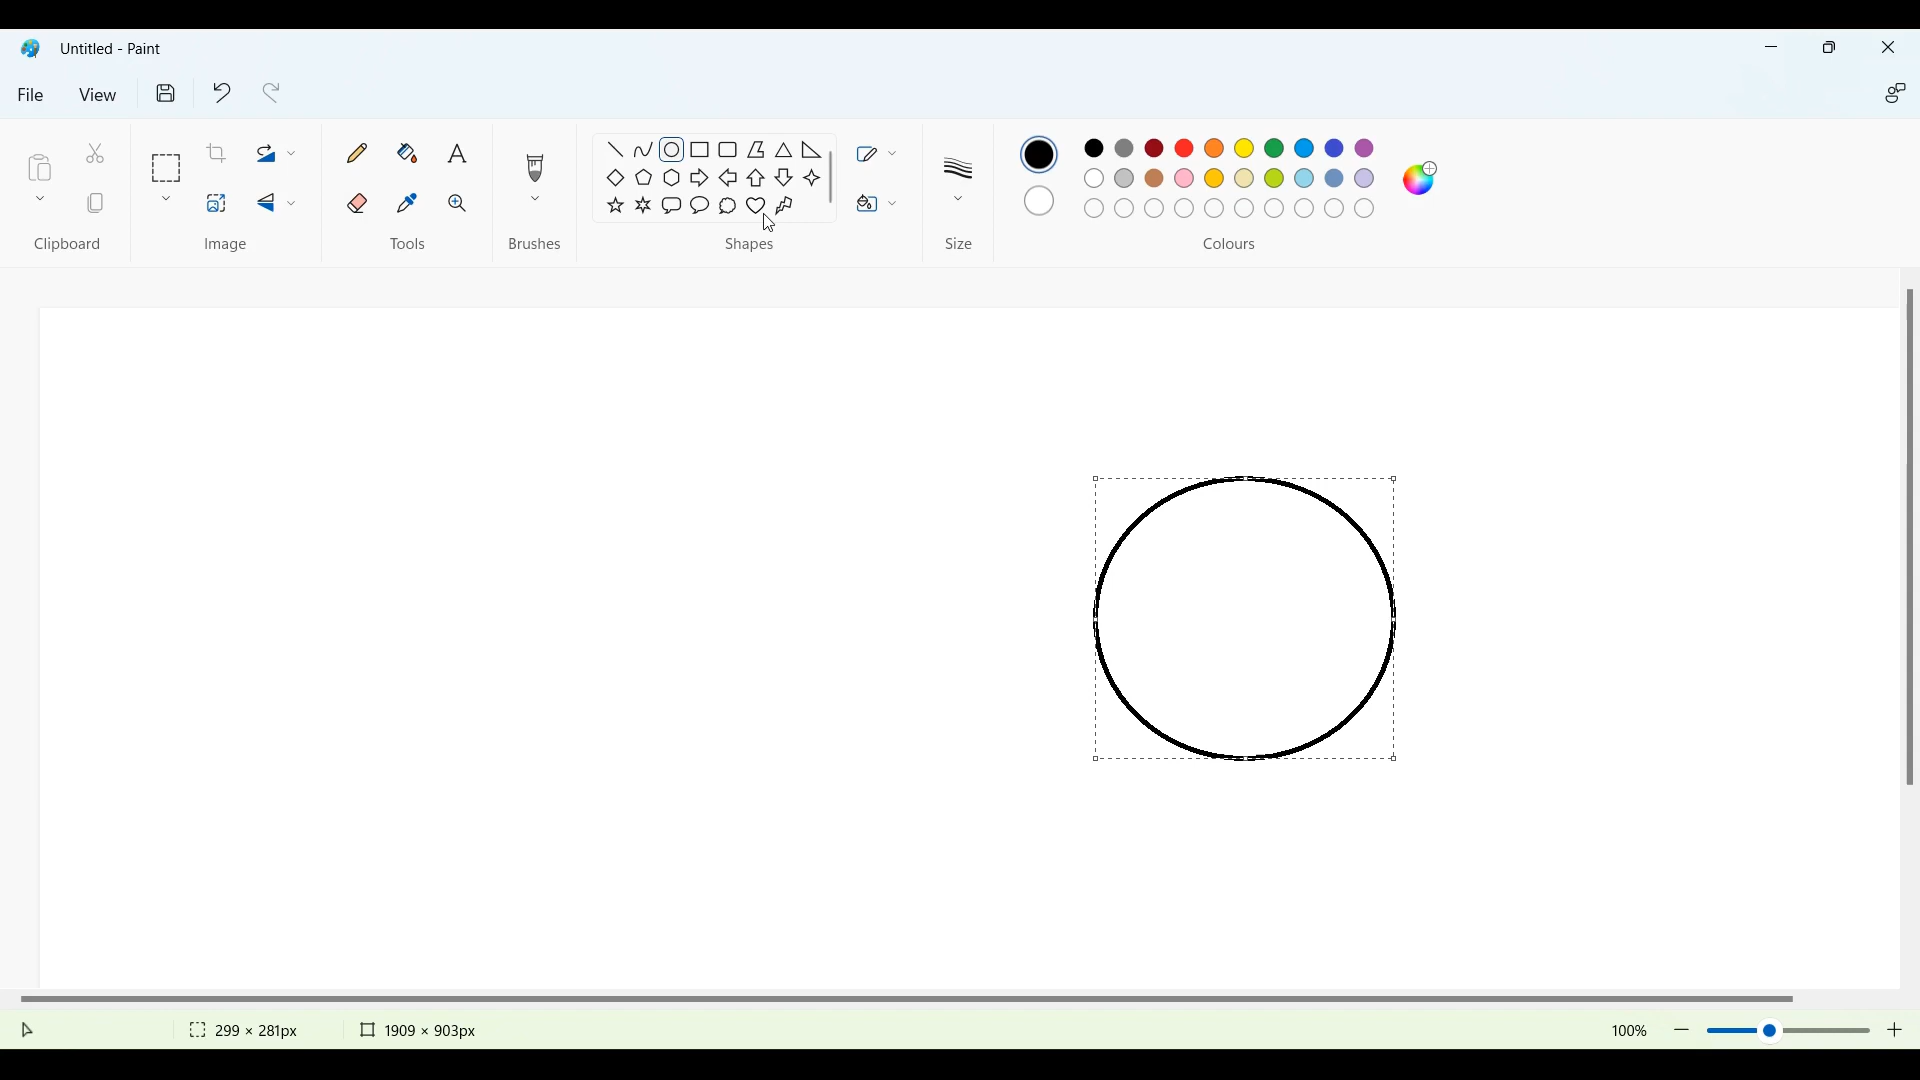 Untitled - Paint
File View
Clipboard Image Tools Brushes Shapes Size Colours
299 × 281px 1909 × 903px 100%